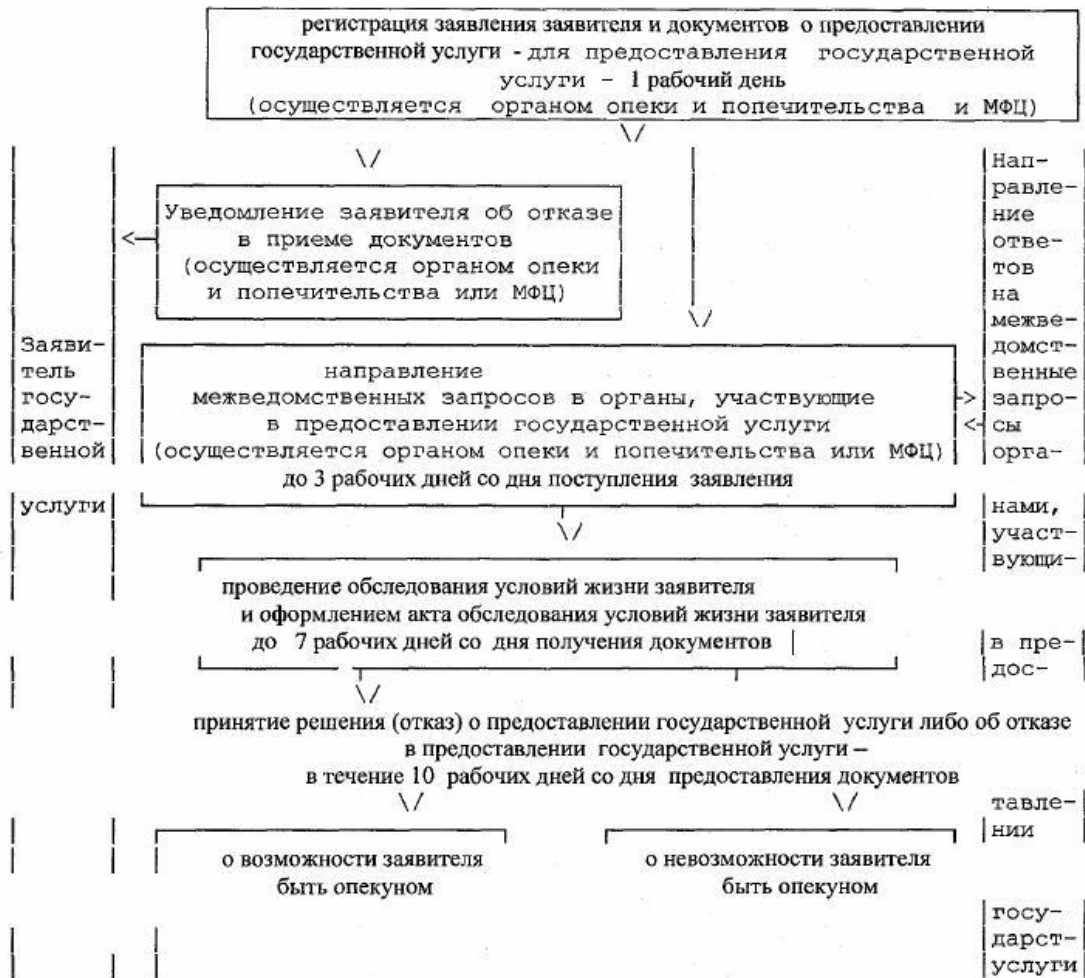 регистрация заявления заявителя и документов о предоставлении
государственной услуги - для предоставления государственной
услуги – 1 рабочий день
(осуществляется органом опеки и попечительства и МФЦ)
Уведомление заявителя об отказе
в приеме документов
(осуществляется органом опеки
и попечительства или МФЦ)
Заяви-
тель
госу-
дарст-
венной
услуги
направление
межведомственных запросов в органы, участвующие
в предоставлении государственной услуги
(осуществляется органом опеки и попечительства или МФЦ)
до 3 рабочих дней со дня поступления заявления
Нап-
равле-
ние
отве-
тов
на
межве-
домст-
венные
запро-
сы
орга-
нами,
участ-
вующи-
в пре-
дос-
тавле-
нии
госу-
дарст-
услуги
проведение обследования условий жизни заявителя
и оформлением акта обследования условий жизни заявителя
до 7 рабочих дней со дня получения документов
принятие решения (отказ) о предоставлении государственной услуги либо об отказе
в предоставлении государственной услуги –
в течение 10 рабочих дней со дня предоставления документов
о возможности заявителя
быть опекуном
о невозможности заявителя
быть опекуном